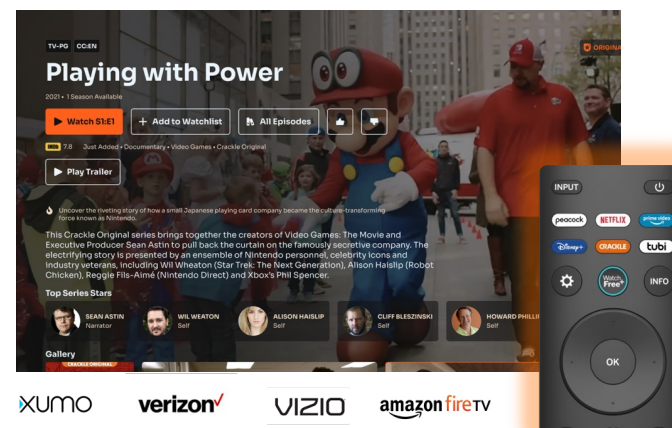 TV-PG CC:EN
ORIGINA
Playing with Power
2021 • 1 Season Available
Watch S1:E1
+ Add to Watchlist
All Episodes
IMDb 7.8 Just Added • Documentary • Video Games • Crackle Original
Play Trailer
Uncover the riveting story of how a small Japanese playing card company became the culture-transforming
force known as Nintendo.
This Crackle Original series brings together the creators of Video Games: The Movie and
Executive Producer Sean Astin to pull back the curtain on the famously secretive company. The
electrifying story is presented by an ensemble of Nintendo personnel, celebrity icons and
industry veterans, including Wil Wheaton (Star Trek: The Next Generation), Alison Haislip (Robot
Chicken), Reggie Fils-Aimé (Nintendo Direct) and Xbox's Phil Spencer.
Top Series Stars
SEAN ASTIN
Narrator
WIL WEATON
Self
ALISON HAISLIP
Self
CLIFF BLESZINSKI
Self
HOWARD PHILLI
Self
Gallery
CRACKLE ORIGINAL
INPUT
peacock NETFLIX prime video
Disney+ CRACKLE tubi
Watch
Free+
INFO
OK
XUMO
verizon
VIZIO
amazon fireTV